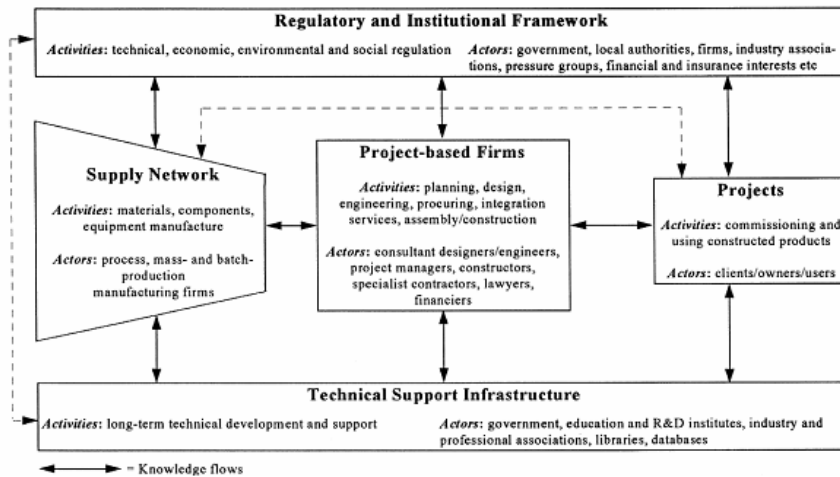 Regulatory and Institutional Framework
Activities: technical, economic, environmental and social regulation
Actors: government, local authorities, firms, industry associa-
tions, pressure groups, financial and insurance interests etc
Supply Network
Activities: materials, components,
equipment manufacture
Actors: process, mass- and batch-
production
manufacturing firms
Project-based Firms
Activities: planning, design,
engineering, procuring, integration
services, assembly/construction
Actors: consultant designers/engineers,
project managers, constructors,
specialist contractors, lawyers,
financiers
Projects
Activities: commissioning and
using constructed products
Actors: clients/owners/users
Technical Support Infrastructure
Activities: long-term technical development and support
Actors: government, education and R&D institutes, industry and
professional associations, libraries, databases
= Knowledge flows